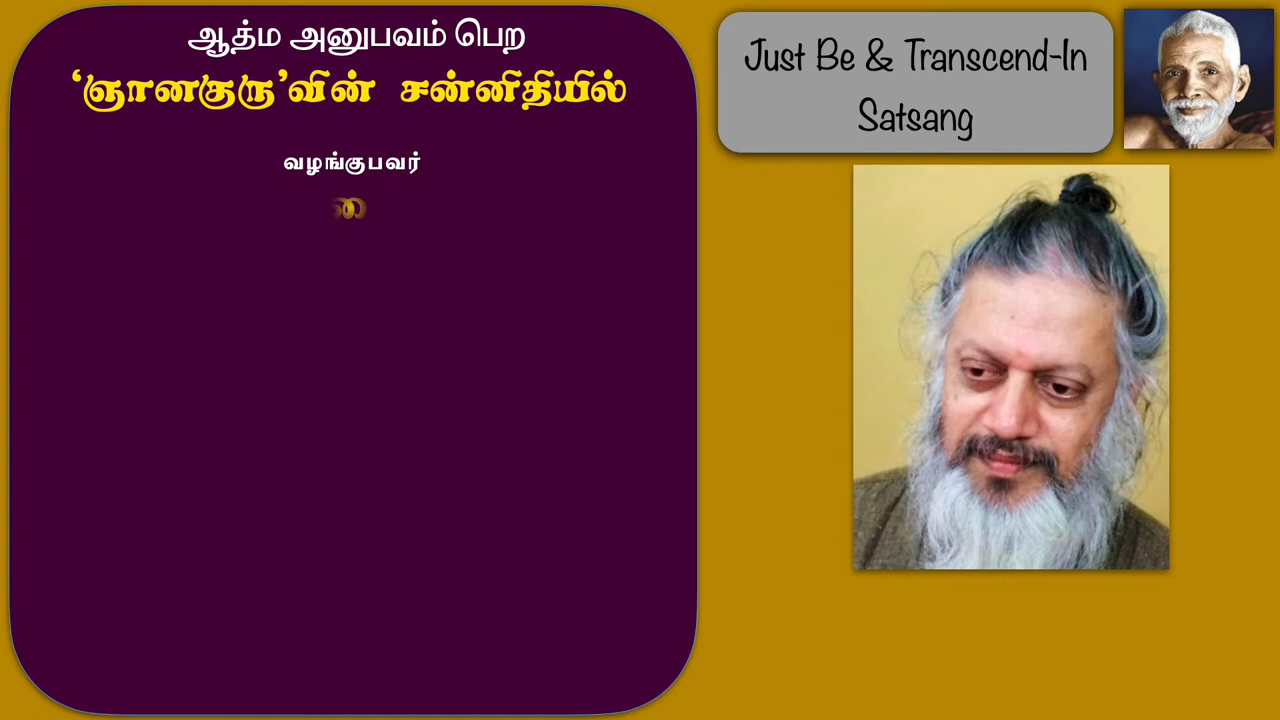 ஆத்ம அனுபவம் பெற
‘ஞானகுரு’வின் சன்னிதியில்
வழங்குபவர்
Just Be & Transcend-In
Satsang